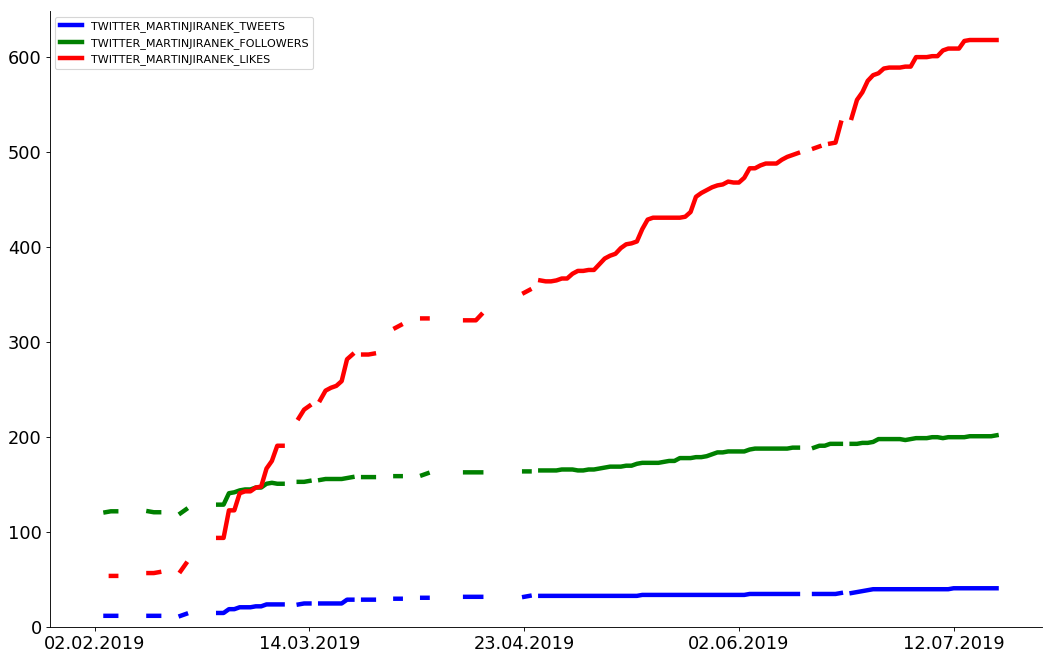 TWITTER_MARTINJIRANEK_TWEETS
TWITTER_MARTINJIRANEK_FOLLOWERS
TWITTER_MARTINJIRANEK_LIKES
600
500
400
300
200
100
0
02.02.2019 14.03.2019 23.04.2019 02.06.2019 12.07.2019